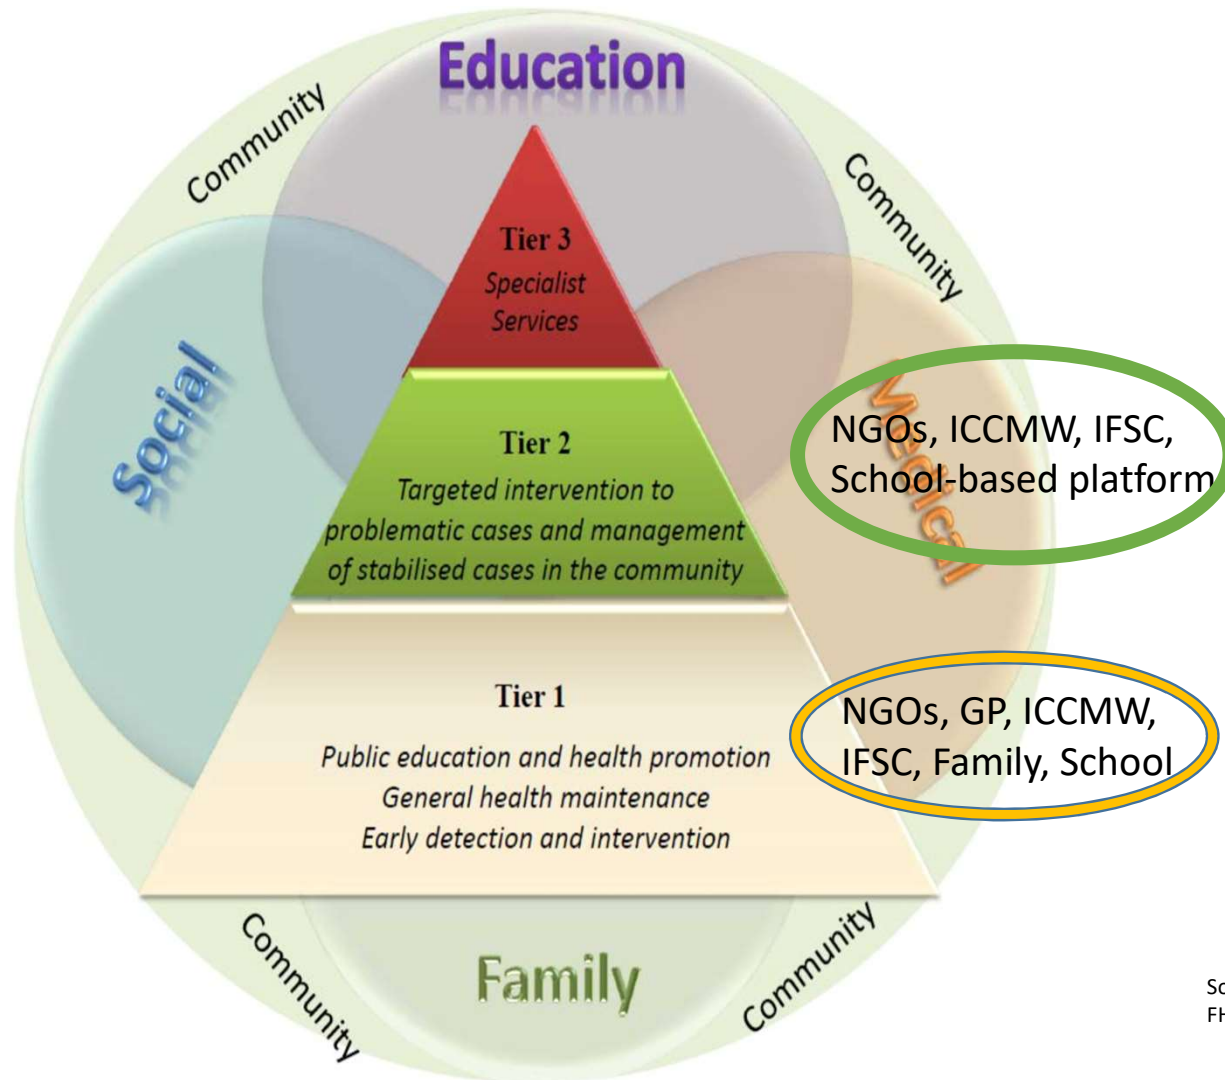 Education
Community
Community
Tier 3
Specialist
Services
Social
Medical
NGOs, ICCMW, IFSC,
School-based platform
Tier 2
Targeted intervention to
problematic cases and management
of stabilised cases in the community
Tier 1
Public education and health promotion
General health maintenance
Early detection and intervention
NGOs, GP, ICCMW,
IFSC, Family, School
Community
Family
Community